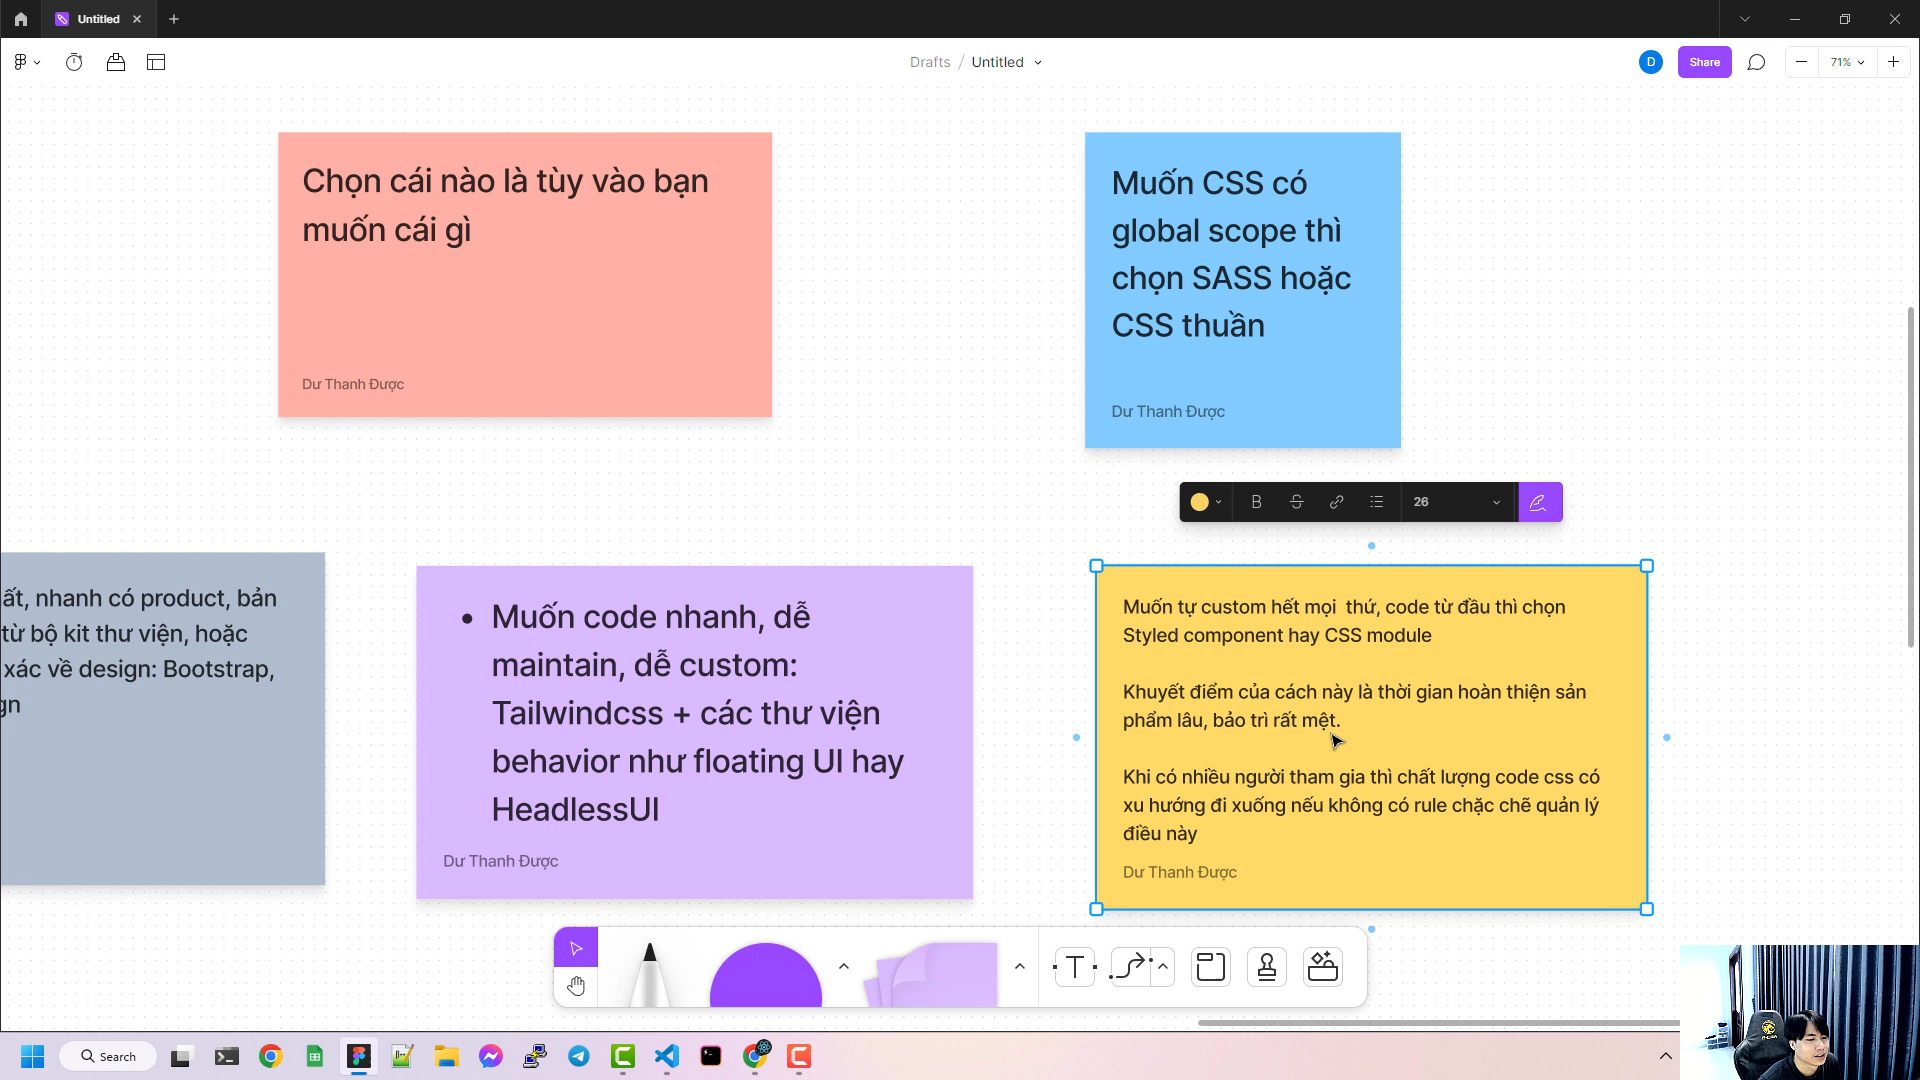 Untitled
Drafts / Untitled
D
Share
71%
Chọn cái nào là tùy vào bạn
muốn cái gì
Dư Thanh Được
Muốn CSS có
global scope thì
chọn SASS hoặc
CSS thuần
Dư Thanh Được
B
S
26
ất, nhanh có product, bản
từ bộ kit thư viện, hoặc
xác về design: Bootstrap,
gn
• Muốn code nhanh, dễ
maintain, dễ custom:
Tailwindcss + các thư viện
behavior như floating UI hay
HeadlessUI
Dư Thanh Được
Muốn tự custom hết mọi  thứ, code từ đầu thì chọn
Styled component hay CSS module
Khuyết điểm của cách này là thời gian hoàn thiện sản
phẩm lâu, bảo trì rất mệt.
Khi có nhiều người tham gia thì chất lượng code css có
xu hướng đi xuống nếu không có rule chặc chẽ quản lý
điều này
Dư Thanh Được
T
Search